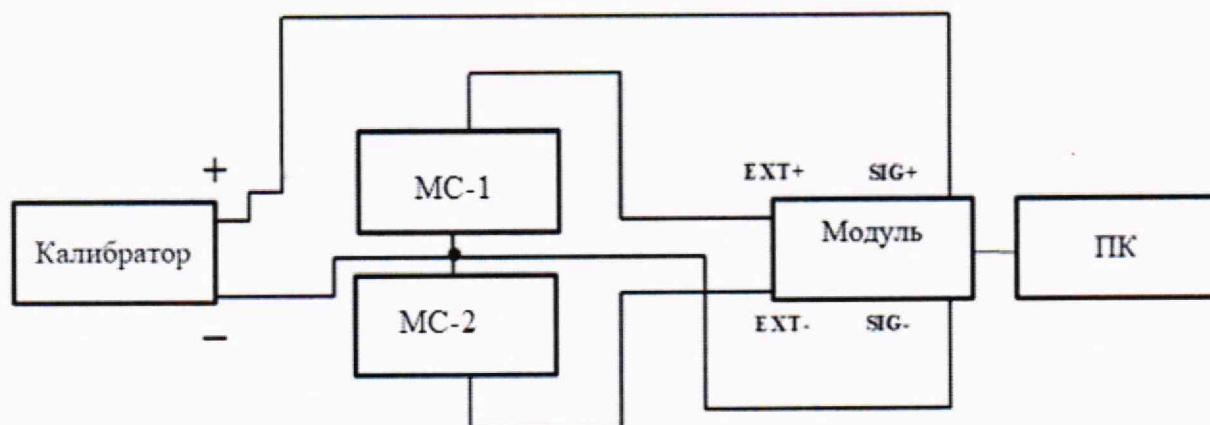 +
МС-1
EXT+ SIG+
Калибратор
Модуль
ПК
–
МС-2
EXT- SIG-